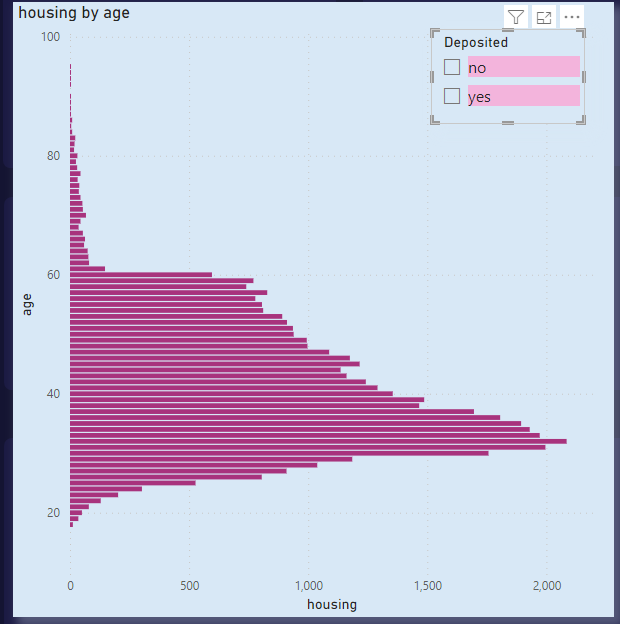 housing by age
Deposited
no
yes
100
80
60
40
20
age
0 500 1,000 1,500 2,000
housing